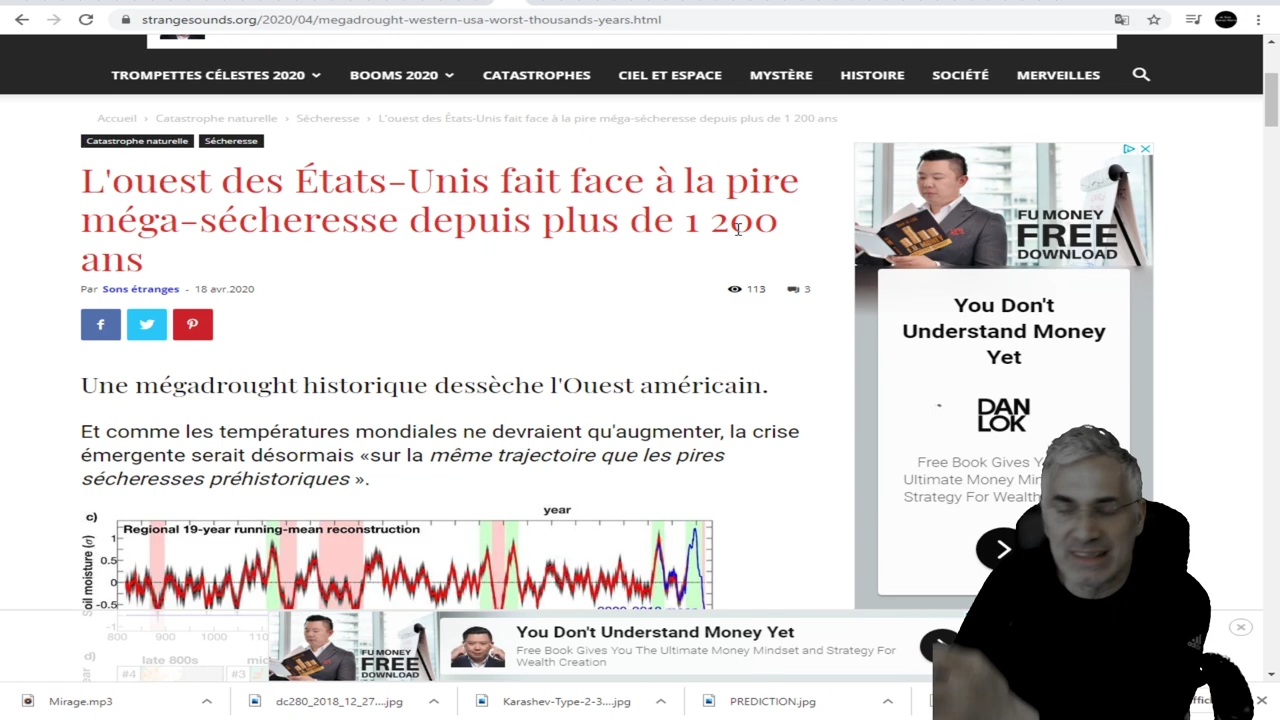 strangesounds.org/2020/04/megadrought-western-usa-worst-thousands-years.html
TROMPETTES CÉLESTES 2020 BOOMS 2020 CATASTROPHES CIEL ET ESPACE MYSTÈRE HISTOIRE SOCIÉTÉ MERVEILLES
Accueil › Catastrophe naturelle › Sécheresse › L'ouest des États-Unis fait face à la pire méga-sécheresse depuis plus de 1 200 ans
Catastrophe naturelle Sécheresse
L'ouest des États-Unis fait face à la pire
méga-sécheresse depuis plus de 1 200
ans
Par Sons étranges - 18 avr.2020 113 3
Une mégadrought historique dessèche l'Ouest américain.
Et comme les températures mondiales ne devraient qu'augmenter, la crise
émergente serait désormais «sur la même trajectoire que les pires
sécheresses préhistoriques ».
c) year
Regional 19-year running-mean reconstruction
1
0.5
0
-0.5
-1
oil moisture (σ)
800 900 1000
d) late 800s
#4 #3
FU MONEY
FREE
DOWNLOAD
You Don't
Understand Money
Yet
DAN
LOK
Free Book Gives
Ultimate Money
Strategy For Wealth
FU MONEY
FREE
You Don't Understand Money Yet
Free Book Gives You The Ultimate Money Mindset and Strategy For
Wealth Creation
Mirage.mp3 dc280_2018_12_27....jpg Karashev-Type-2-3....jpg PREDICTION.jpg